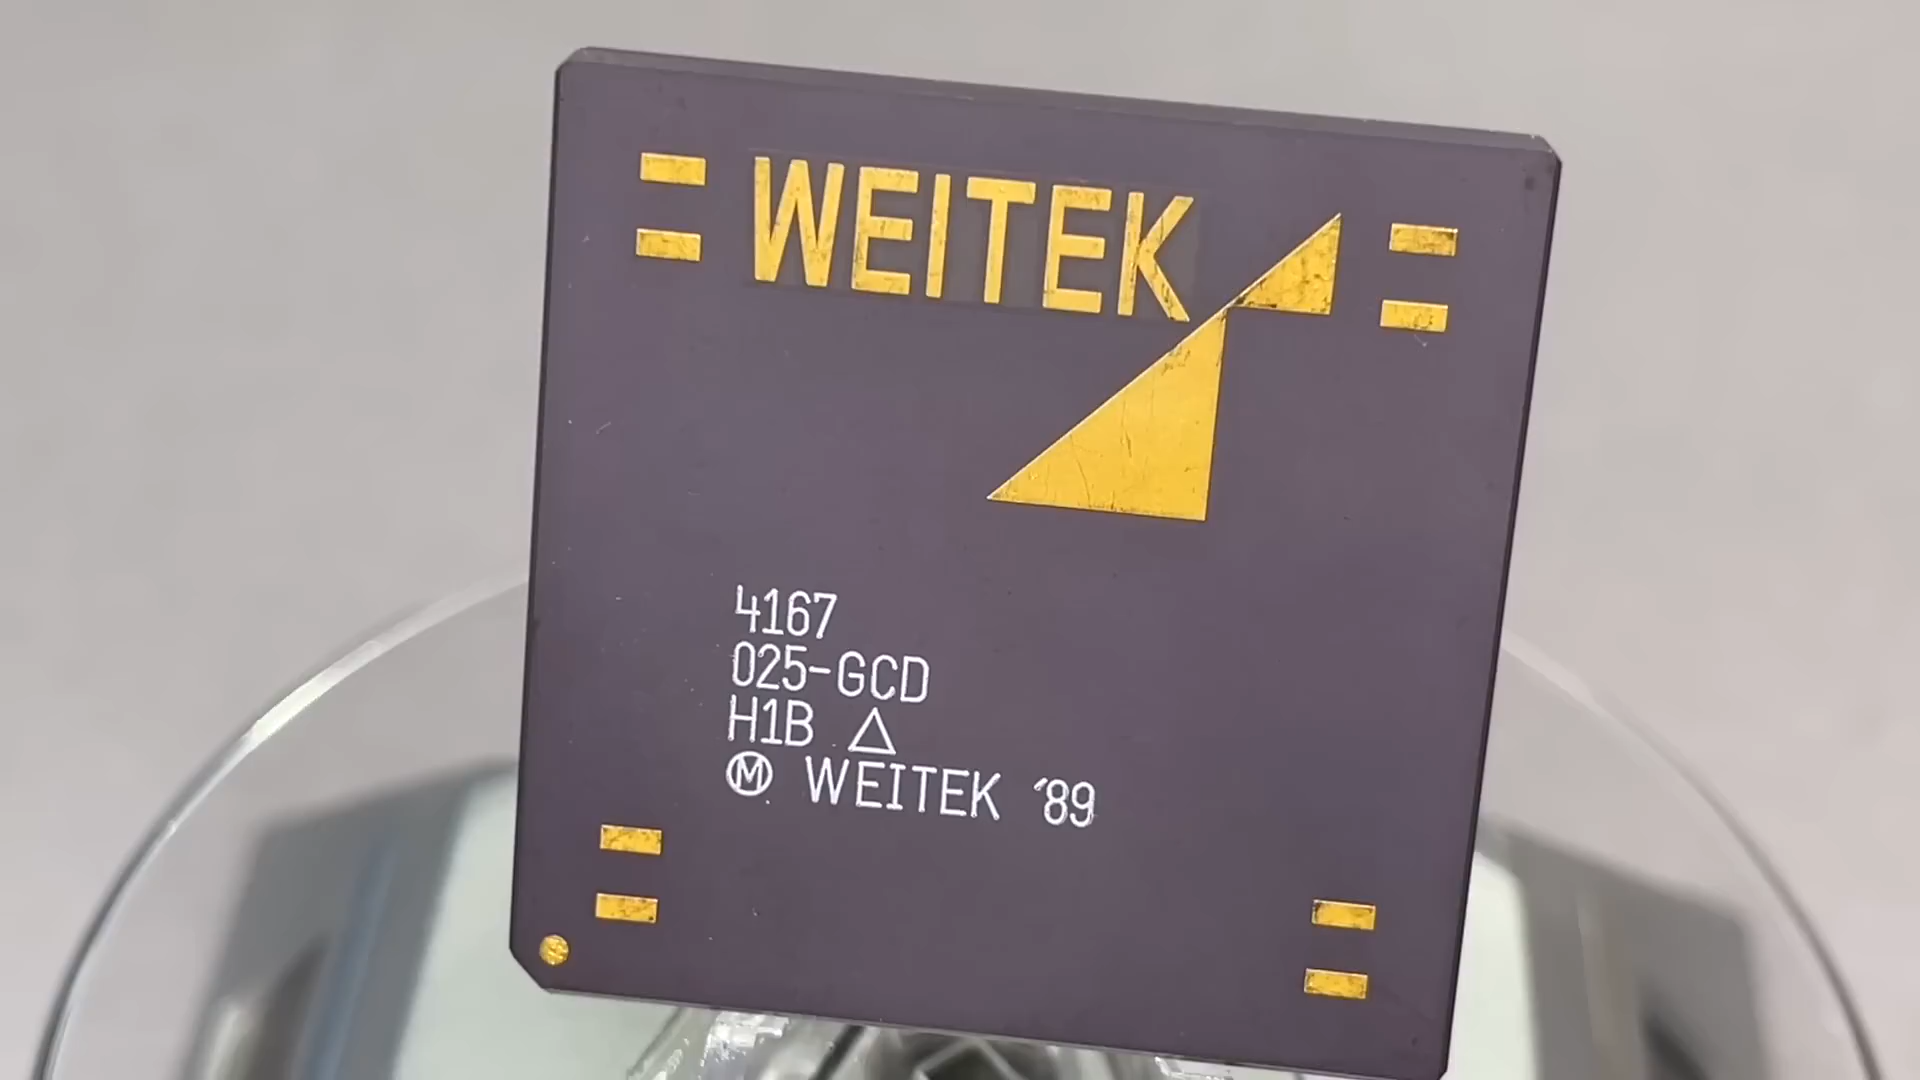 WEITEK
4167
025-GCD
H1B △
Ⓜ WEITEK '89